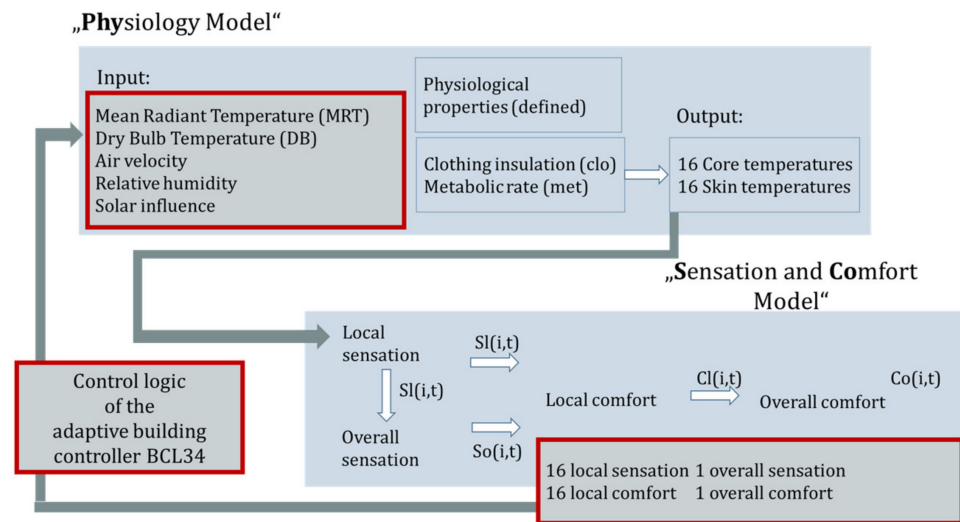 „Physiology Model“
Input:
Mean Radiant Temperature (MRT)
Dry Bulb Temperature (DB)
Air velocity
Relative humidity
Solar influence
Physiological
properties (defined)
Clothing insulation (clo)
Metabolic rate (met)
Output:
16 Core temperatures
16 Skin temperatures
„Sensation and Comfort
Model“
Local
sensation
Sl(i,t)
Sl(i,t)
Overall
sensation
So(i,t)
Local comfort
Cl(i,t)
Overall comfort
Co(i,t)
Control logic
of the
adaptive building
controller BCL34
16 local sensation 1 overall sensation
16 local comfort 1 overall comfort